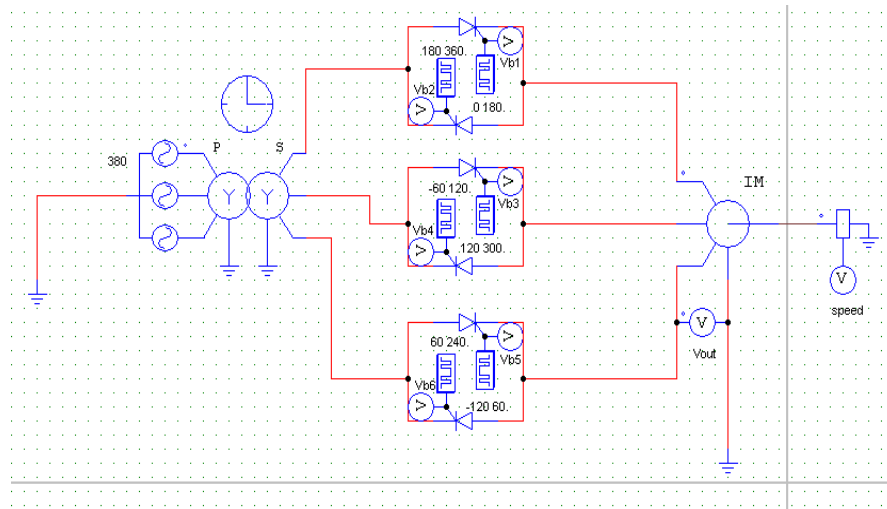 180 360.
Vb1
Vb2
0 180.
P
S
380
Y
Y
-60 120.
Vb3
Vb4
120 300.
IM
V
speed
V
Vout
60 240.
Vb5
Vb6
-120 60.